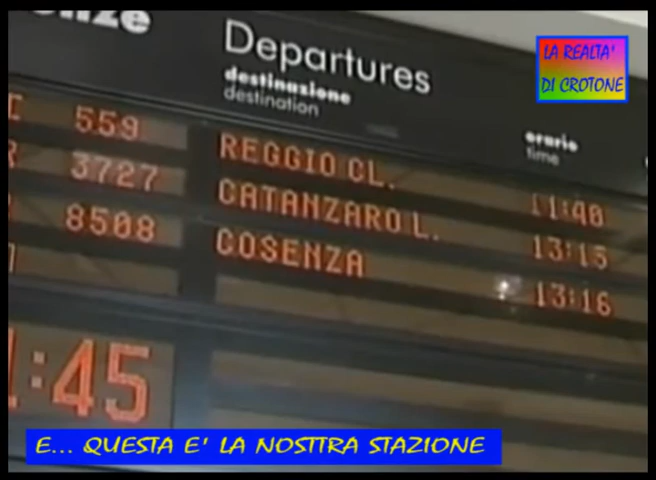 Departures
LA REALTA'
destinazione
destination
DI CROTONE
orario
time
559 REGGIO CL. 11:40
3727 CATANZARO L. 13:15
8508 COSENZA 13:16
:45
E... QUESTA E' LA NOSTTRA STAZIONE